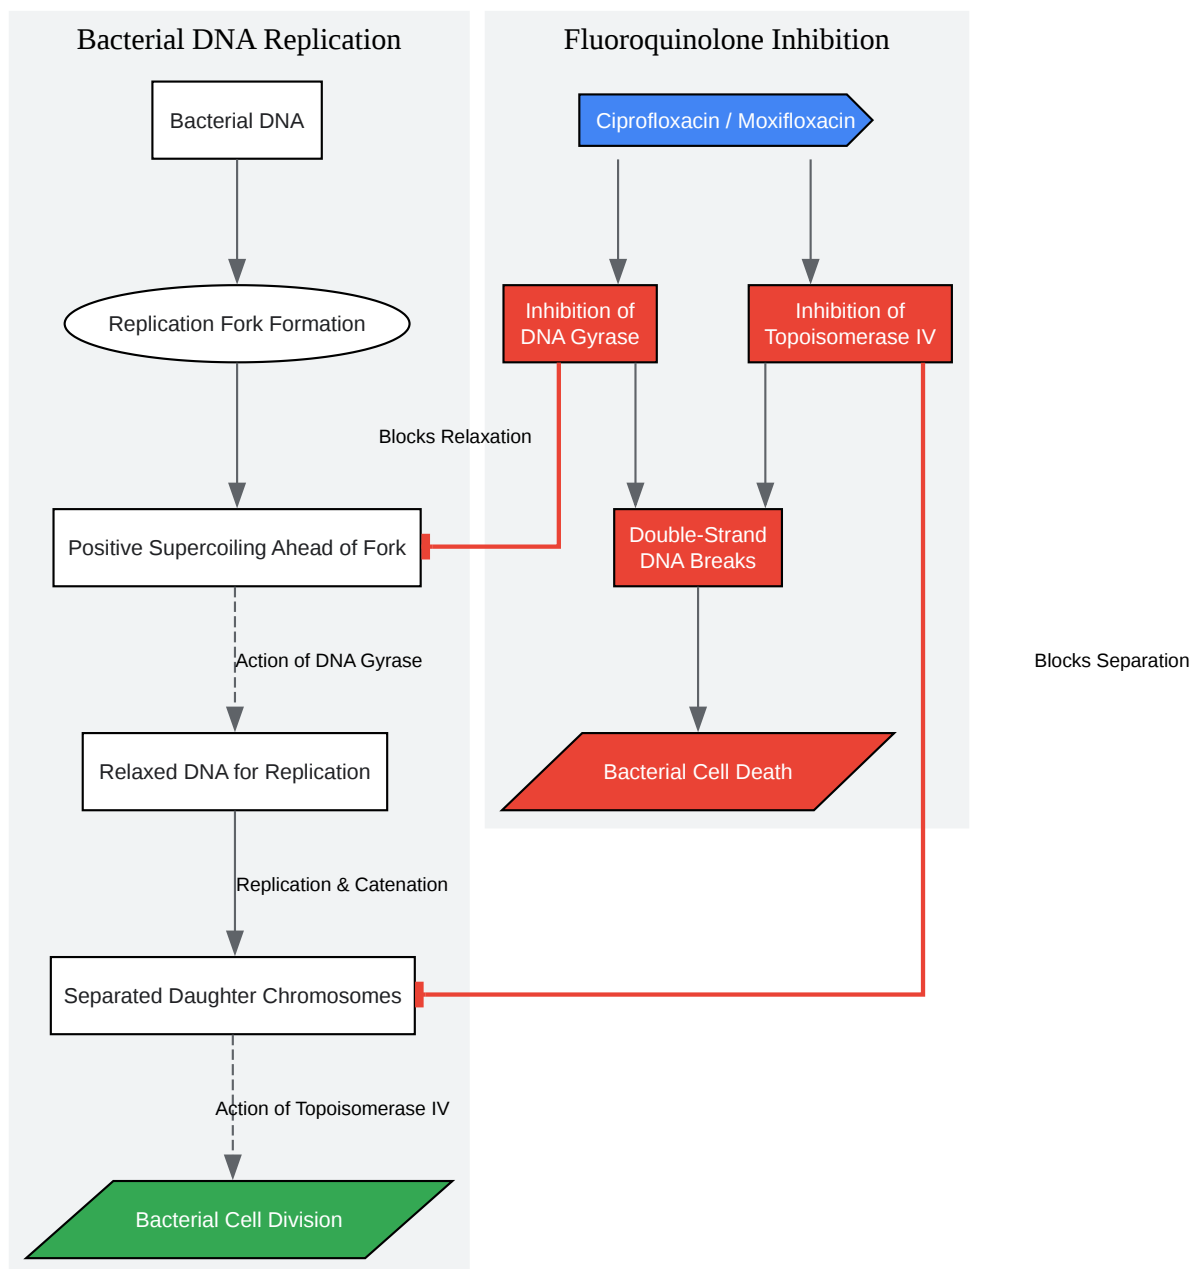 Bacterial DNA Replication
Bacterial DNA
Replication Fork Formation
Positive Supercoiling Ahead of Fork
Action of DNA Gyrase
Relaxed DNA for Replication
Replication & Catenation
Separated Daughter Chromosomes
Action of Topoisomerase IV
Bacterial Cell Division
Fluoroquinolone Inhibition
Ciprofloxacin / Moxifloxacin
Inhibition of
DNA Gyrase
Inhibition of
Topoisomerase IV
Blocks Relaxation
Double-Strand
DNA Breaks
Bacterial Cell Death
Blocks Separation